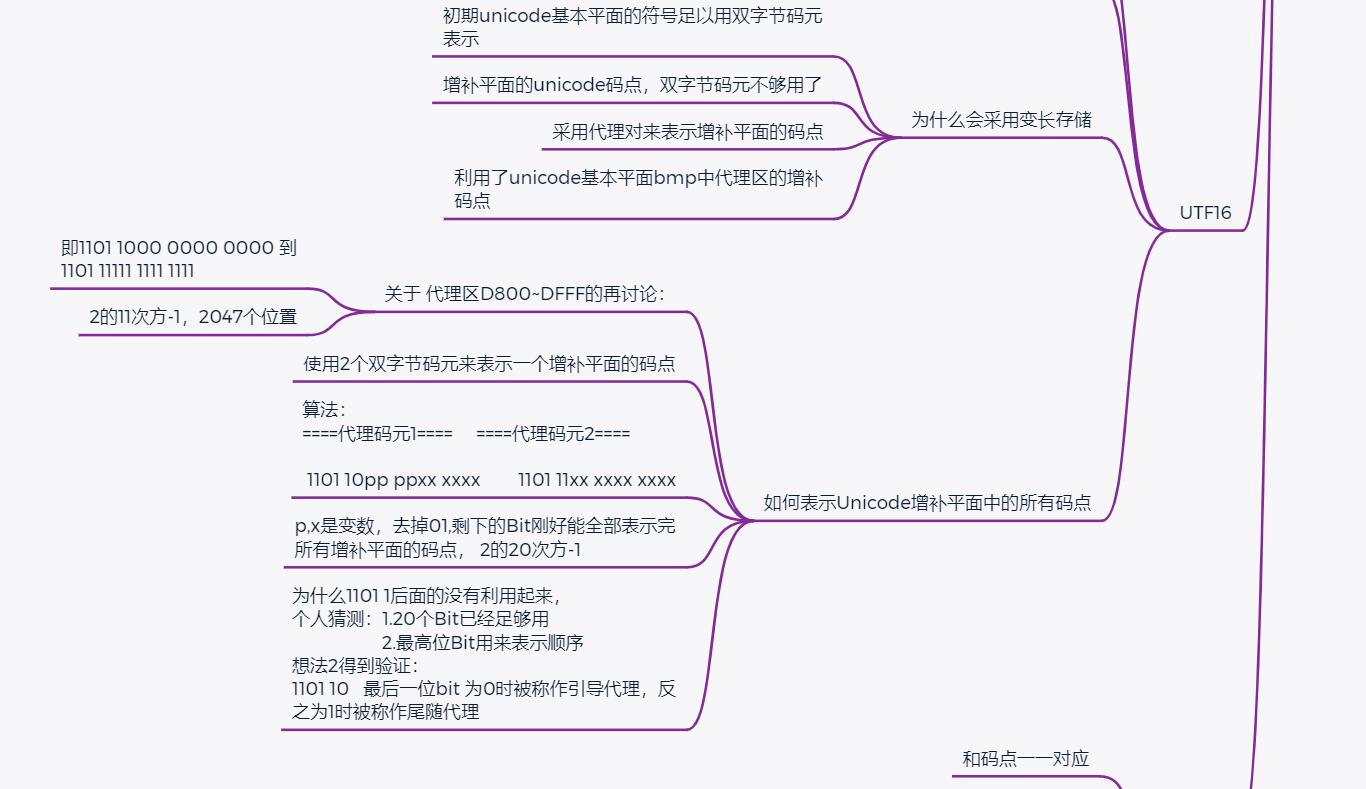 初期unicode基本平面的符号足以用双字节码元
表示
增补平面的unicode码点，双字节码元不够用了
采用代理对来表示增补平面的码点
利用了unicode基本平面bmp中代理区的增补
码点
为什么会采用变长存储
UTF16
即1101 1000 0000 0000 到
1101 11111 1111 1111
2的11次方-1，2047个位置
关于 代理区D800~DFFF的再讨论：
使用2个双字节码元来表示一个增补平面的码点
算法：
====代理码元1==== ====代理码元2====
1101 10pp ppxx xxxx 1101 11xx xxxx xxxx
p,x是变数，去掉01,剩下的Bit刚好能全部表示完
所有增补平面的码点， 2的20次方-1
为什么1101 1后面的没有利用起来，
个人猜测：1.20个Bit已经足够用
2.最高位Bit用来表示顺序
想法2得到验证：
1101 10 最后一位bit 为0时被称作引导代理，反
之为1时被称作尾随代理
如何表示Unicode增补平面中的所有码点
和码点一一对应